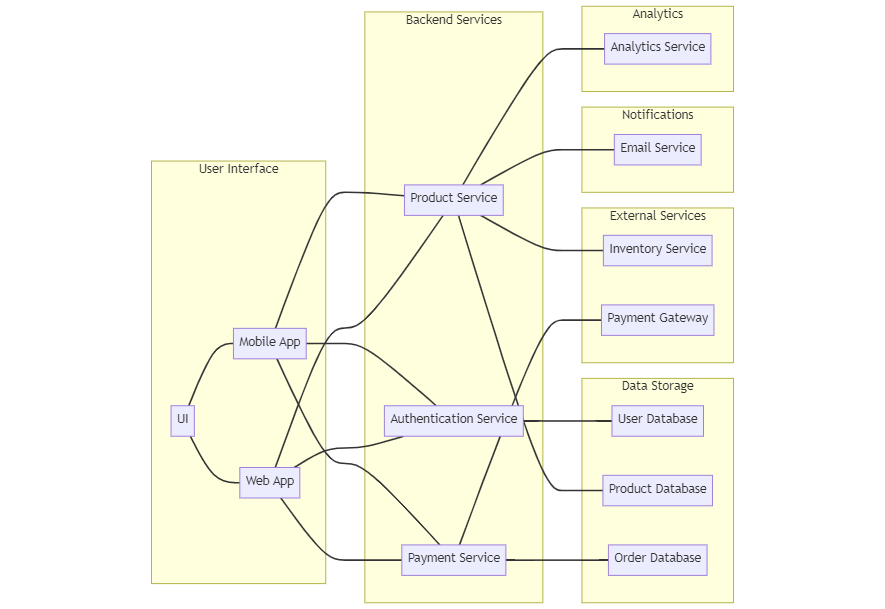 User Interface
UI
Mobile App
Web App
Backend Services
Product Service
Authentication Service
Payment Service
Analytics
Analytics Service
Notifications
Email Service
External Services
Inventory Service
Payment Gateway
Data Storage
User Database
Product Database
Order Database